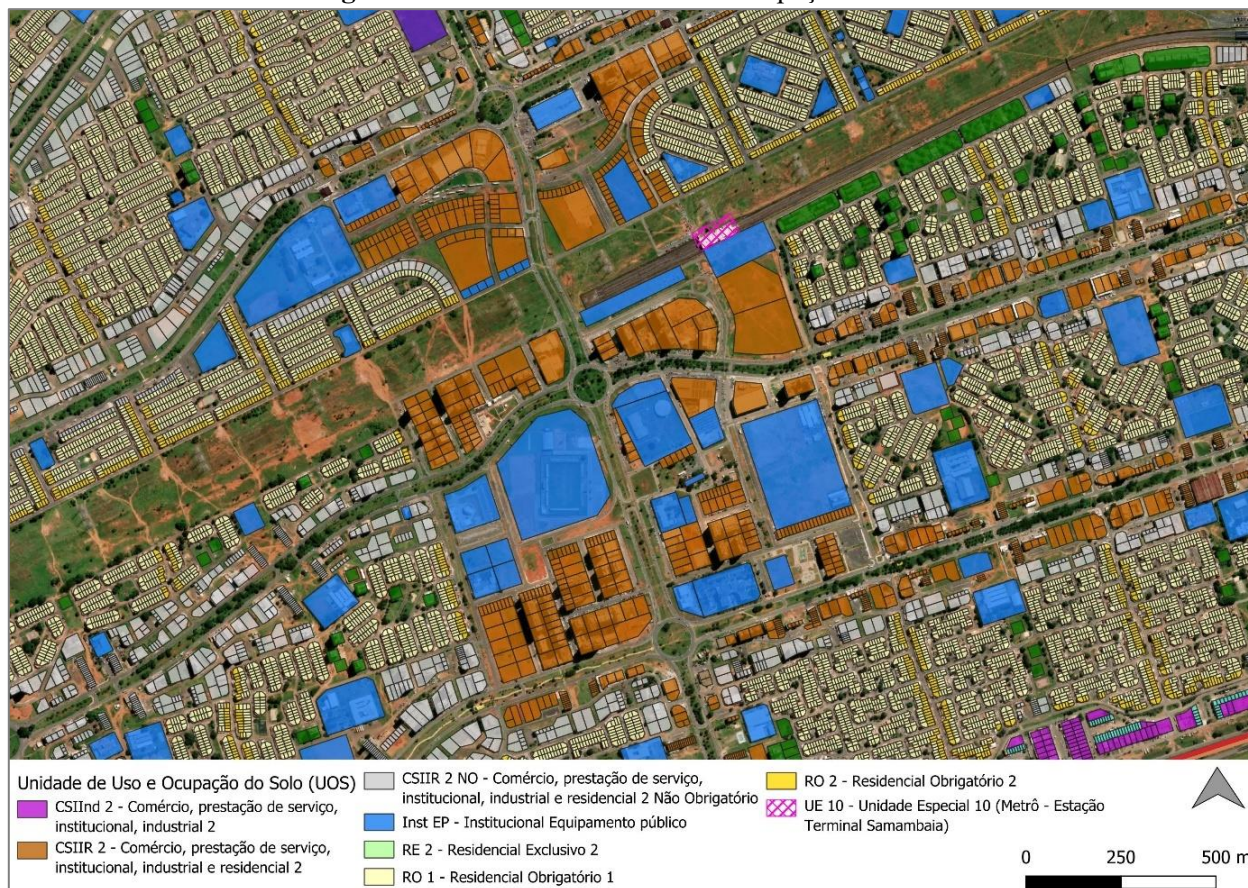 Unidade de Uso e Ocupação do Solo (UOS)
CSIInd 2 - Comércio, prestação de serviço,
institucional, industrial 2
CSIIR 2 - Comércio, prestação de serviço,
institucional, industrial e residencial 2
CSIIR 2 NO - Comércio, prestação de serviço,
institucional, industrial e residencial 2 Não Obrigatório
Inst EP - Institucional Equipamento público
RE 2 - Residencial Exclusivo 2
RO 1 - Residencial Obrigatório 1
RO 2 - Residencial Obrigatório 2
UE 10 - Unidade Especial 10 (Metrô - Estação
Terminal Samambaia)
0 250 500 m